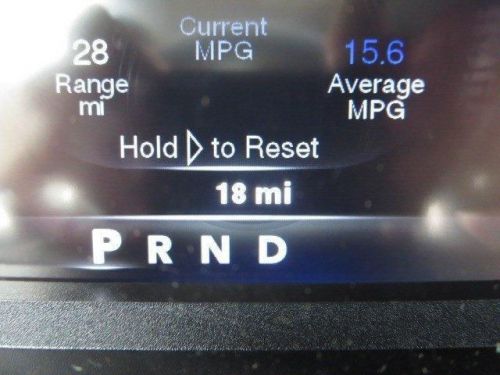 Current
MPG
28
Range
mi
15.6
Average
MPG
Hold ▷ to Reset
18 mi
P R N D